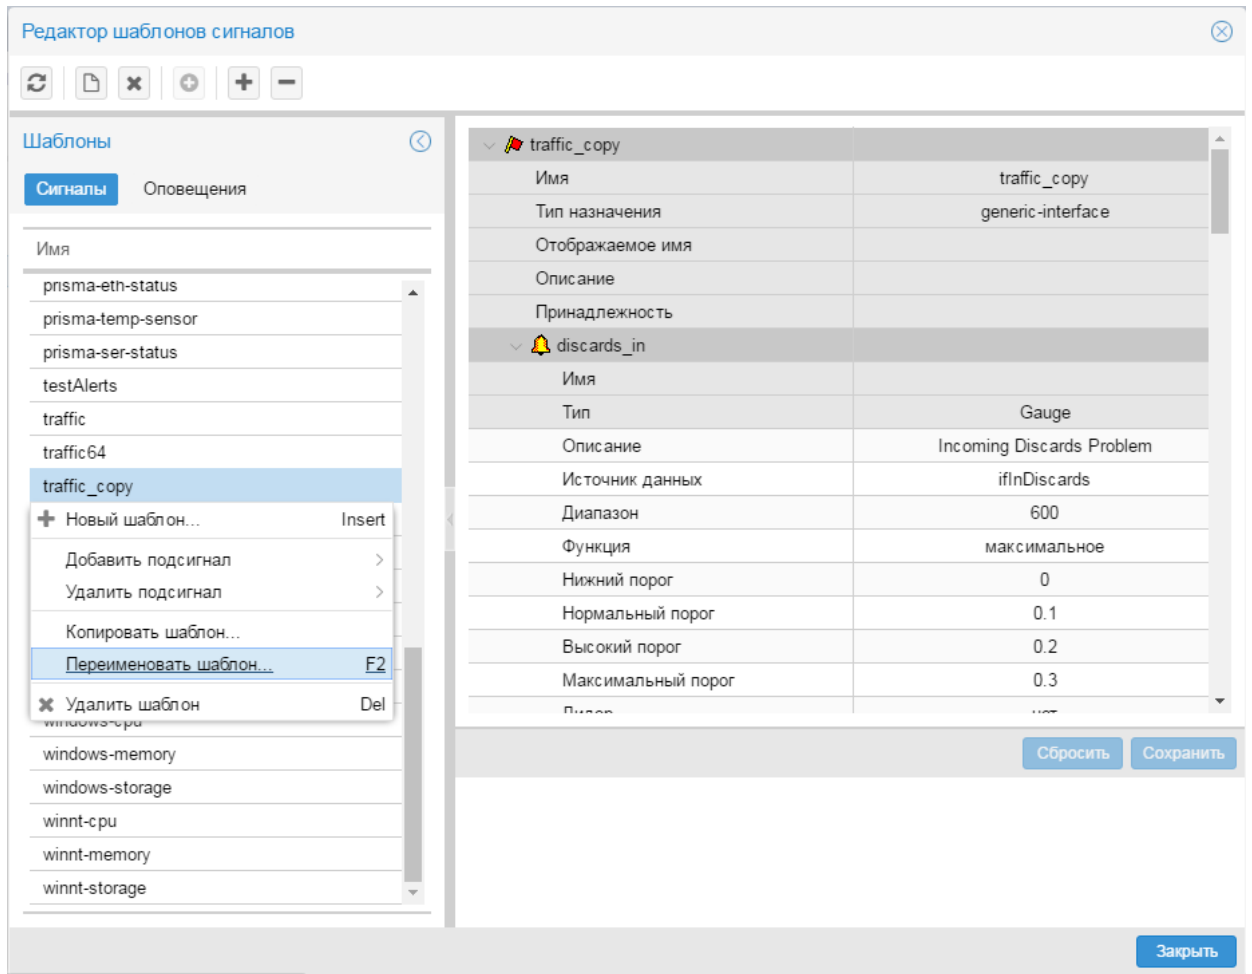 Редактор шаблонов сигналов
Шаблоны
Сигналы Оповещения
Имя
prisma-eth-status
prisma-temp-sensor
prisma-ser-status
testAlerts
traffic
traffic64
traffic_copy
Новый шаблон... Insert
Добавить подсигнал
Удалить подсигнал
Копировать шаблон...
Переименовать шаблон... F2
Удалить шаблон Del
windows-cpu
windows-memory
windows-storage
winnt-cpu
winnt-memory
winnt-storage
traffic_copy
Имя traffic_copy
Тип назначения generic-interface
Отображаемое имя
Описание
Принадлежность
discards_in
Имя
Тип Gauge
Описание Incoming Discards Problem
Источник данных ifInDiscards
Диапазон 600
Функция максимальное
Нижний порог 0
Нормальный порог 0.1
Высокий порог 0.2
Максимальный порог 0.3
Сбросить Сохранить
Закрыть